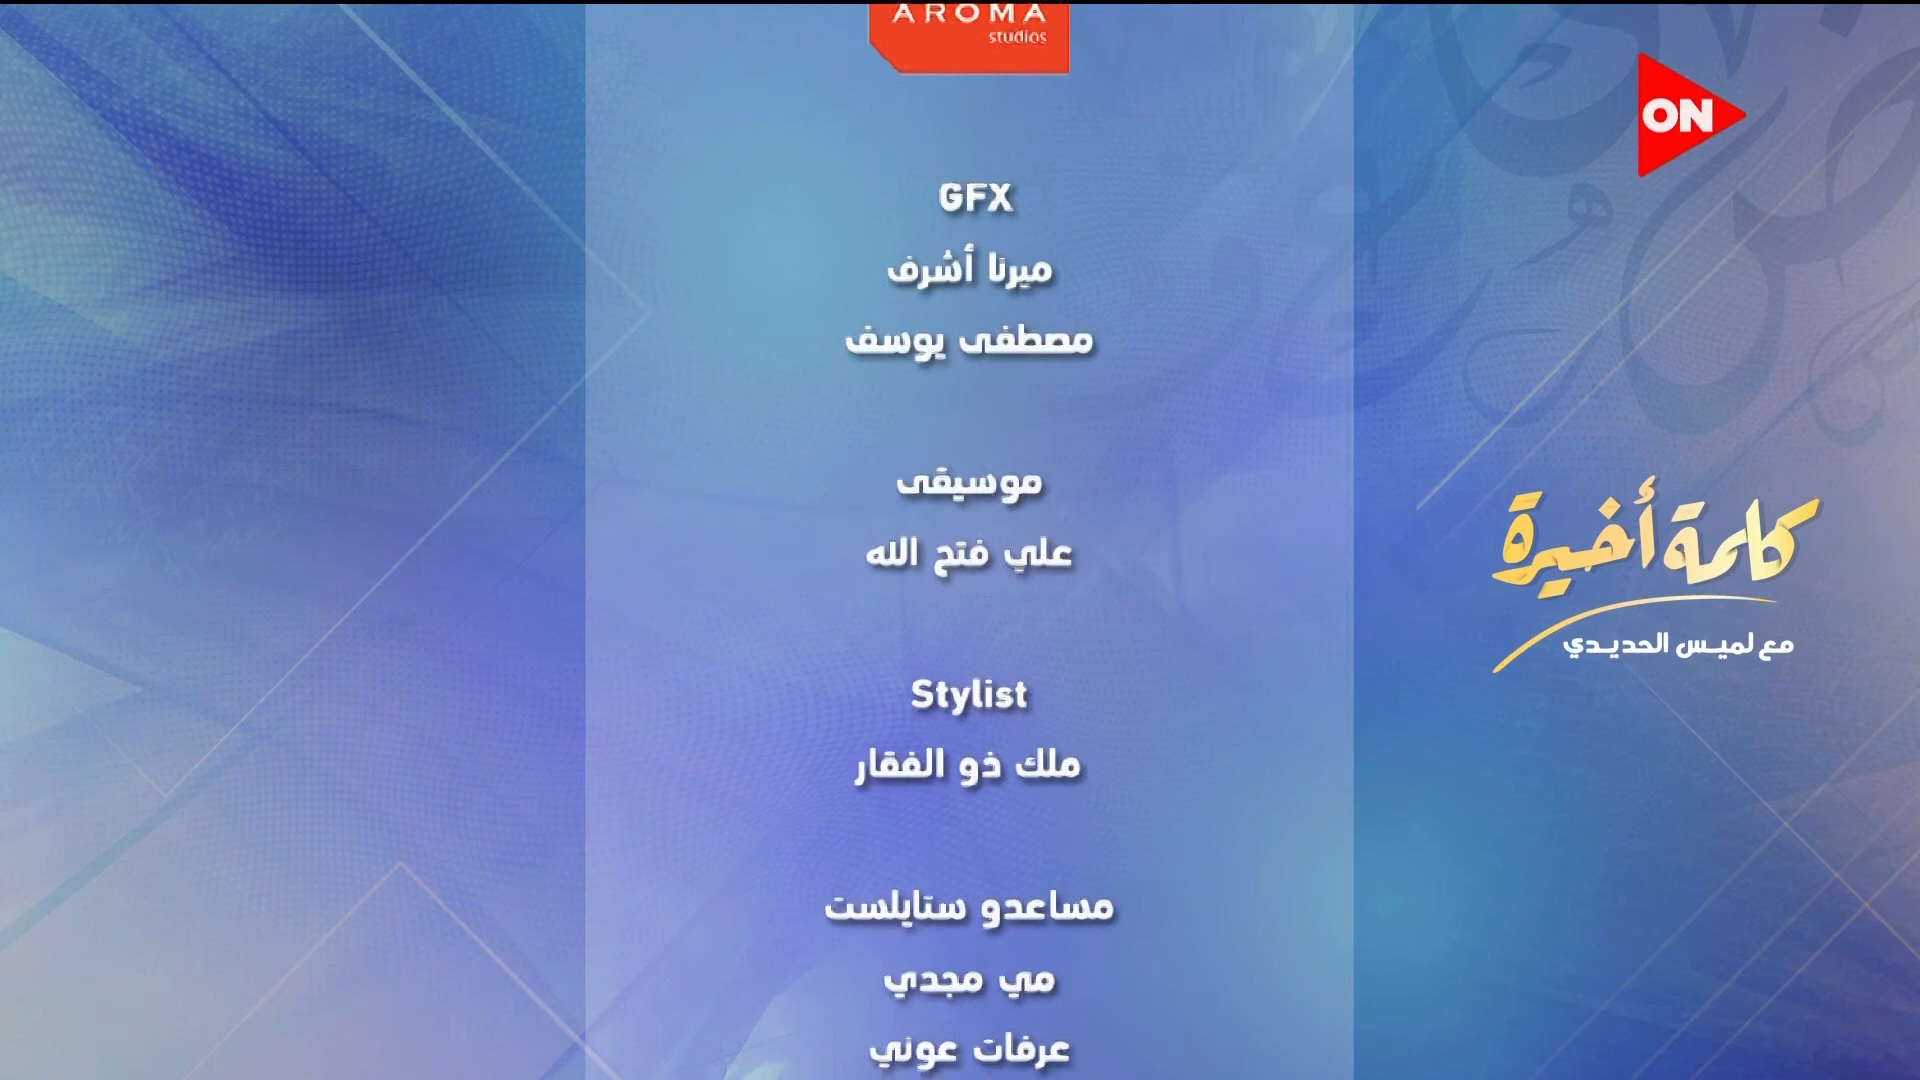 AROMA
studios
ON
GFX
ميرنا أشرف
مصطفى يوسف
موسيقى
علي فتح الله
Stylist
ملك ذو الفقار
مساعدو ستايلست
مي مجدي
عرفات عوني
كلمة أخيرة
مع لميس الحديدي